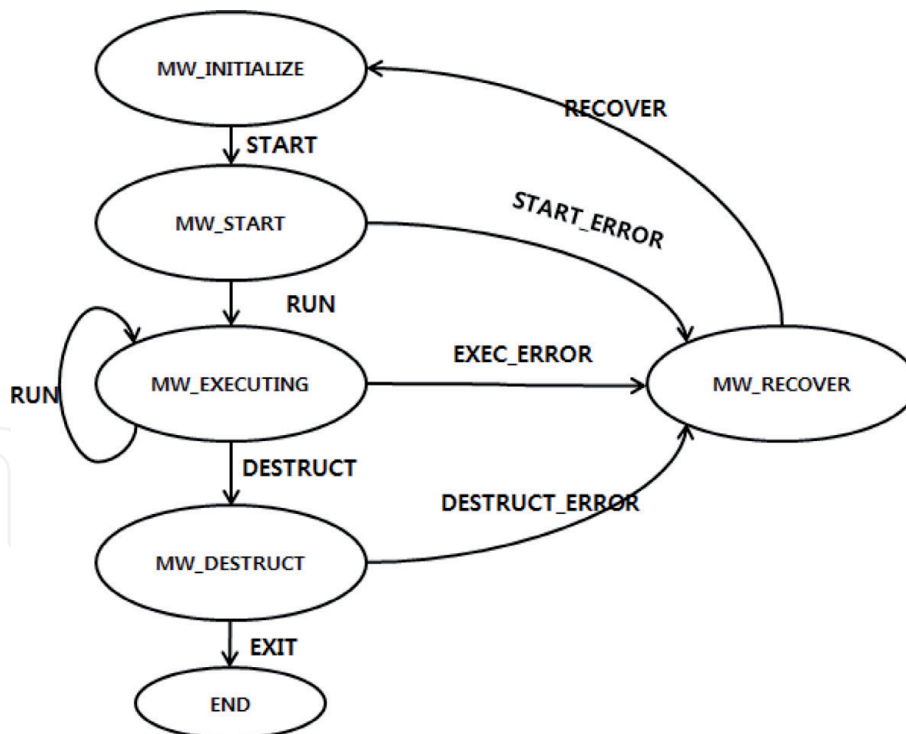 MW_INITIALIZE
RECOVER
START
START_ERROR
MW_START
RUN
EXEC_ERROR
MW_EXECUTING
MW_RECOVER
RUN
DESTRUCT
DESTRUCT_ERROR
MW_DESTRUCT
EXIT
END